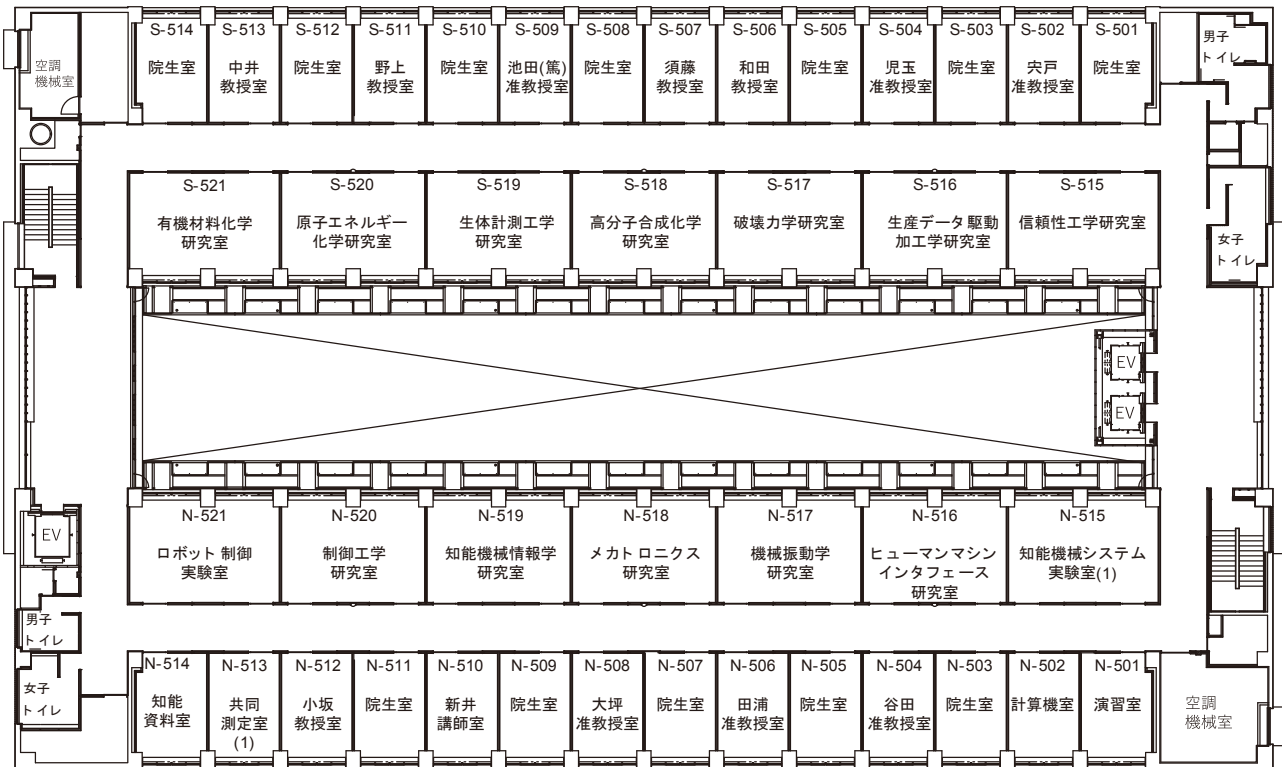 S-514
院生室
S-513
中井
教授室
S-512
院生室
S-511
野上
教授室
S-510
院生室
S-509
池田(篤)
准教授室
S-508
院生室
S-507
須藤
教授室
S-506
和田
教授室
S-505
院生室
S-504
児玉
准教授室
S-503
院生室
S-502
宍戸
准教授室
S-501
院生室
空調
機械室
男子
トイレ
S-521
有機材料化学
研究室
S-520
原子エネルギー
化学研究室
S-519
生体計測工学
研究室
S-518
高分子合成化学
研究室
S-517
破壊力学研究室
S-516
生産データ駆動
加工学研究室
S-515
信頼性工学研究室
女子
トイレ
EV
EV
N-521
ロボット制御
実験室
N-520
制御工学
研究室
N-519
知能機械情報学
研究室
N-518
メカトロニクス
研究室
N-517
機械振動学
研究室
N-516
ヒューマンマシン
インタフェース
研究室
N-515
知能機械システム
実験室(1)
EV
男子
トイレ
女子
トイレ
N-514
知能
資料室
N-513
共同
測定室
(1)
N-512
小坂
教授室
N-511
院生室
N-510
新井
講師室
N-509
院生室
N-508
大坪
准教授室
N-507
院生室
N-506
田浦
准教授室
N-505
院生室
N-504
谷田
准教授室
N-503
院生室
N-502
計算機室
N-501
演習室
空調
機械室